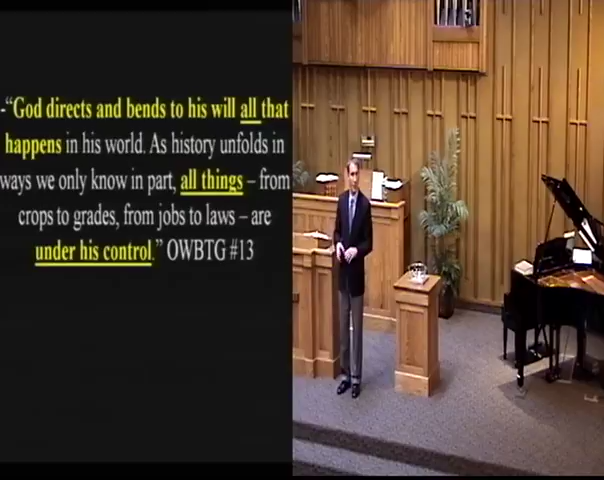 -“God directs and bends to his will all that
happens in his world. As history unfolds in
ways we only know in part, all things – from
crops to grades, from jobs to laws – are
under his control.” OWBTG #13